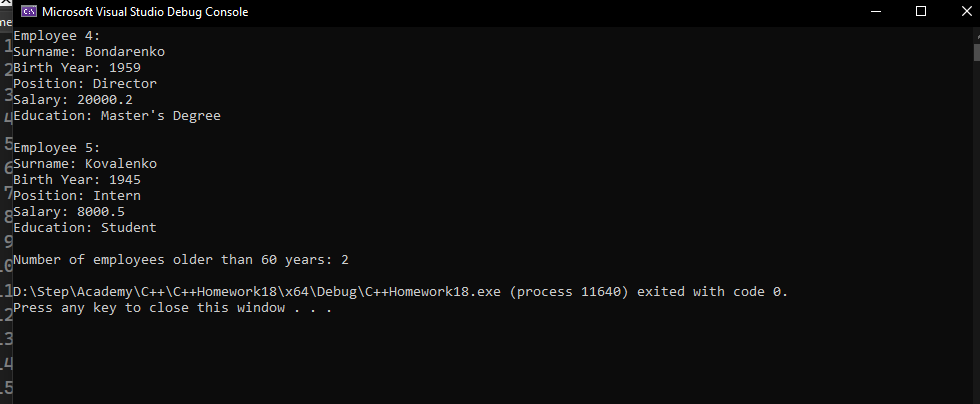 Microsoft Visual Studio Debug Console
Employee 4:
Surname: Bondarenko
Birth Year: 1959
Position: Director
Salary: 20000.2
Education: Master's Degree
Employee 5:
Surname: Kovalenko
Birth Year: 1945
Position: Intern
Salary: 8000.5
Education: Student
Number of employees older than 60 years: 2
D:\Step\Academy\C++\C++Homework18\x64\Debug\C++Homework18.exe (process 11640) exited with code 0.
Press any key to close this window . . .